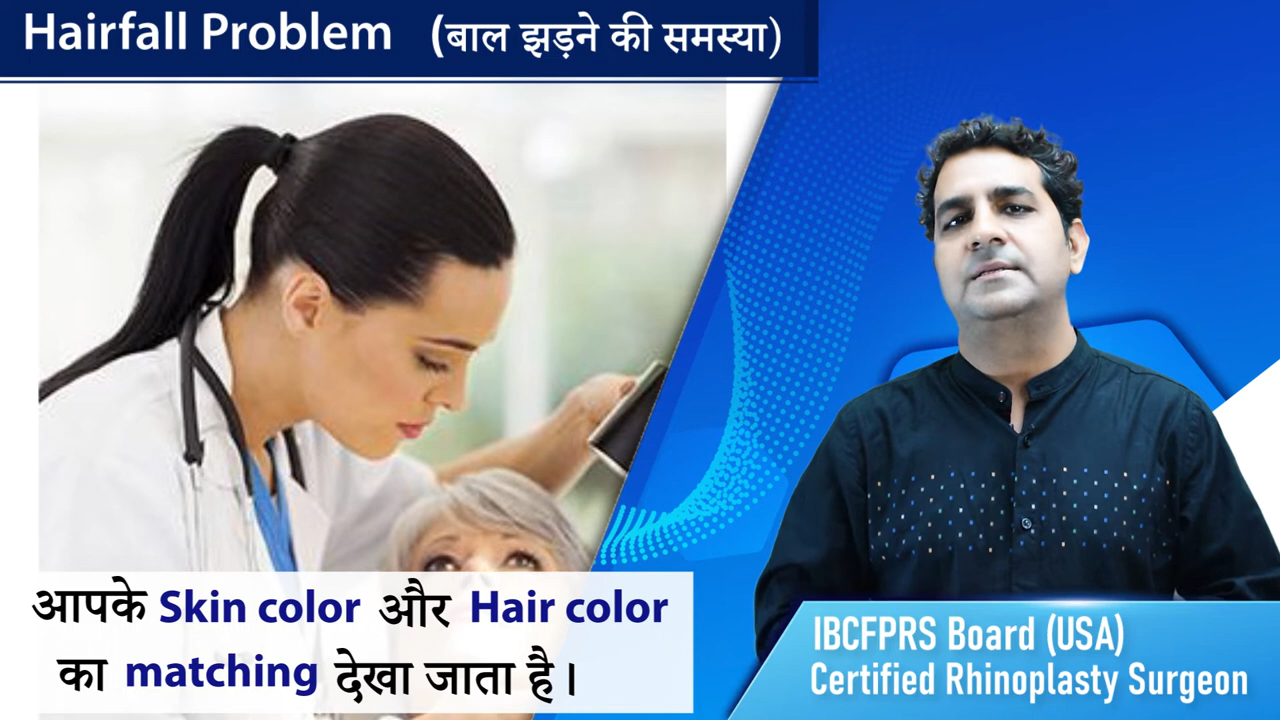 Hairfall Problem (बाल झड़ने की समस्या)
आपके Skin color और Hair color
का matching देखा जाता है।
IBCFPRS Board (USA)
Certified Rhinoplasty Surgeon